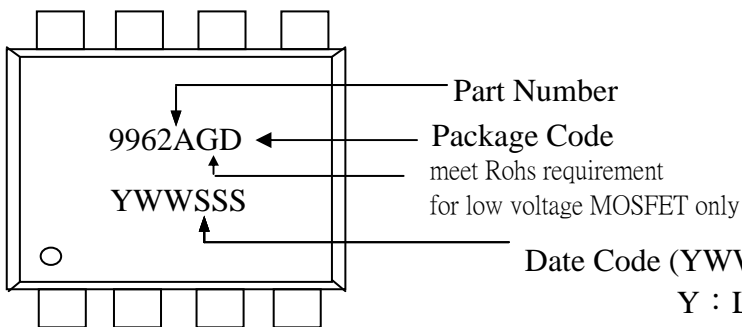 Part Number
9962AGD
Package Code
meet Rohs requirement
YWWSSS
for low voltage MOSFET only
Date Code (YWW
Y：L